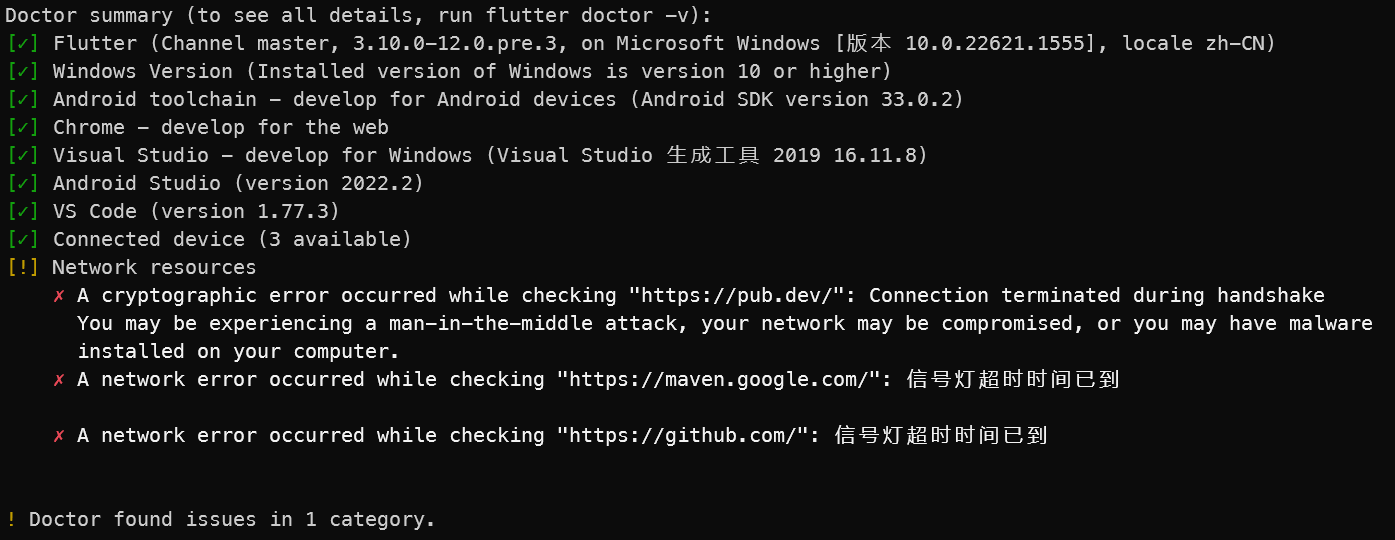 Doctor summary (to see all details, run flutter doctor -v):
[✓] Flutter (Channel master, 3.10.0-12.0.pre.3, on Microsoft Windows [版本 10.0.22621.1555], locale zh-CN)
[✓] Windows Version (Installed version of Windows is version 10 or higher)
[✓] Android toolchain - develop for Android devices (Android SDK version 33.0.2)
[✓] Chrome - develop for the web
[✓] Visual Studio - develop for Windows (Visual Studio 生成工具 2019 16.11.8)
[✓] Android Studio (version 2022.2)
[✓] VS Code (version 1.77.3)
[✓] Connected device (3 available)
[!] Network resources
    ✗ A cryptographic error occurred while checking "https://pub.dev/": Connection terminated during handshake
      You may be experiencing a man-in-the-middle attack, your network may be compromised, or you may have malware
      installed on your computer.
    ✗ A network error occurred while checking "https://maven.google.com/": 信号灯超时时间已到
    ✗ A network error occurred while checking "https://github.com/": 信号灯超时时间已到
! Doctor found issues in 1 category.